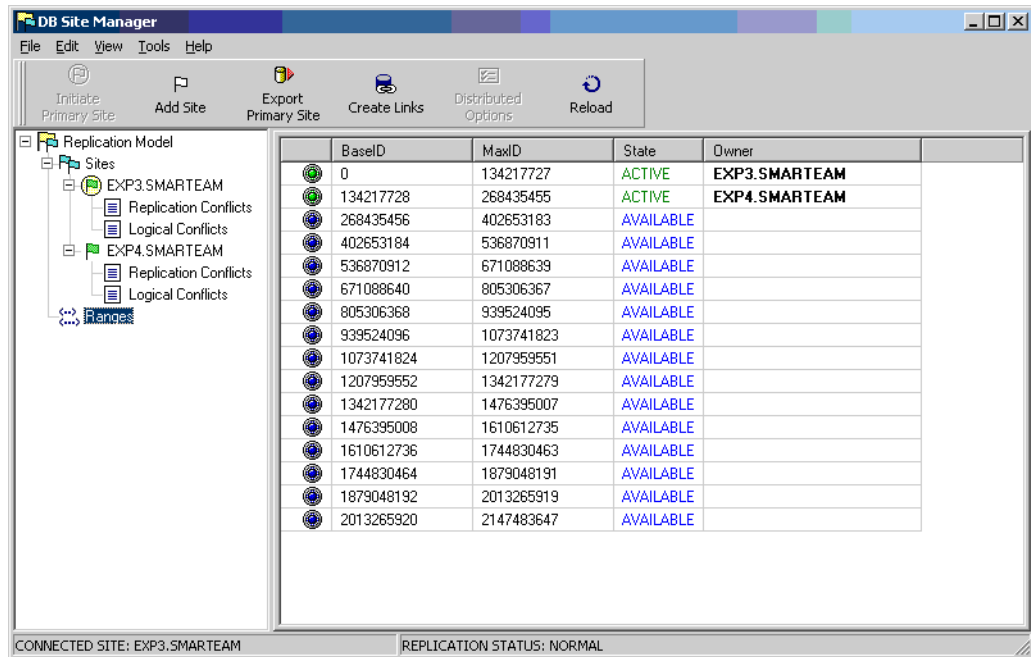 DB Site Manager
File Edit View Tools Help
Initiate Primary Site
Add Site
Export Primary Site
Create Links
Distributed Options
Reload
Replication Model
Sites
EXP3.SMARTEAM
Replication Conflicts
Logical Conflicts
EXP4.SMARTEAM
Replication Conflicts
Logical Conflicts
Ranges
BaseID MaxID State Owner
0 134217727 ACTIVE EXP3.SMARTEAM
134217728 268435455 ACTIVE EXP4.SMARTEAM
268435456 402653183 AVAILABLE
402653184 536870911 AVAILABLE
536870912 671088639 AVAILABLE
671088640 805306367 AVAILABLE
805306368 939524095 AVAILABLE
939524096 1073741823 AVAILABLE
1073741824 1207959551 AVAILABLE
1207959552 1342177279 AVAILABLE
1342177280 1476395007 AVAILABLE
1476395008 1610612735 AVAILABLE
1610612736 1744830463 AVAILABLE
1744830464 1879048191 AVAILABLE
1879048192 2013265919 AVAILABLE
2013265920 2147483647 AVAILABLE
CONNECTED SITE: EXP3.SMARTEAM
REPLICATION STATUS: NORMAL